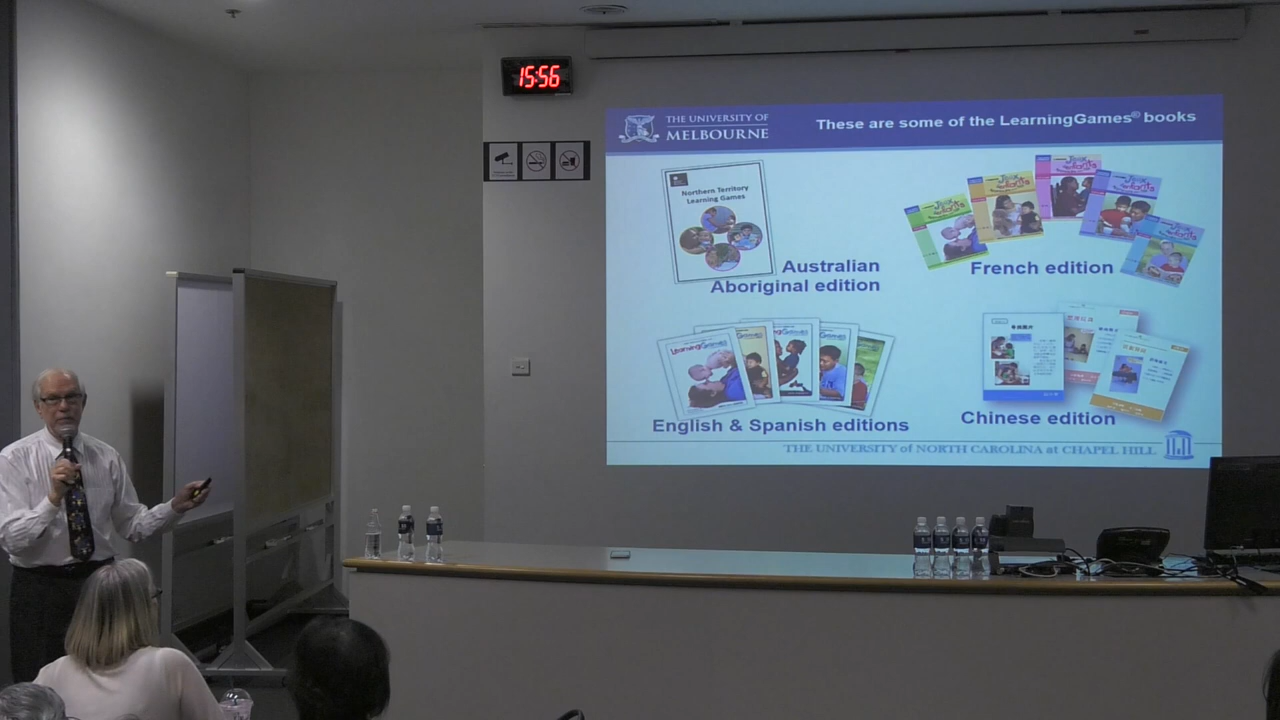 15:56
THE UNIVERSITY OF
MELBOURNE
These are some of the LearningGames® books
Northern Territory
Learning Games
Australian
Aboriginal edition
French edition
LearningGames
English & Spanish editions
Chinese edition
THE UNIVERSITY of NORTH CAROLINA at CHAPEL HILL